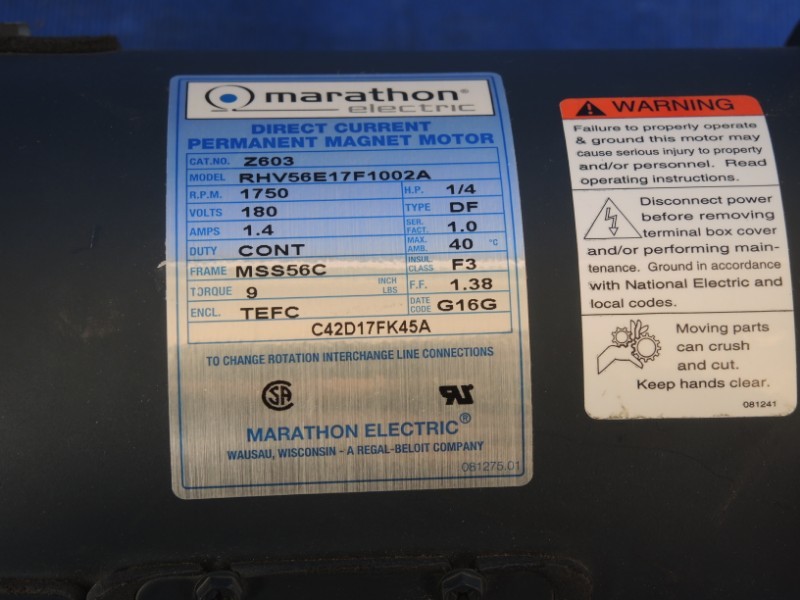 marathon®
electric
DIRECT CURRENT
PERMANENT MAGNET MOTOR
CAT.NO. Z603
MODEL RHV56E17F1002A
R.P.M. 1750 H.P. 1/4
VOLTS 180 TYPE DF
AMPS 1.4 SER. FACT. 1.0
DUTY CONT MAX. AMB. 40 °C
FRAME MSS56C INSUL CLASS F3
TORQUE 9 INCH LBS F.F. 1.38
ENCL. TEFC DATE CODE G16G
C42D17FK45A
TO CHANGE ROTATION INTERCHANGE LINE CONNECTIONS
SA
MARATHON ELECTRIC®
WAUSAU, WISCONSIN - A REGAL-BELOIT COMPANY
081275.01
WARNING
Failure to properly operate
& ground this motor may
cause serious injury to property
and/or personnel. Read
operating instructions.
Disconnect power
before removing
terminal box cover
and/or performing main-
tenance. Ground in accordance
with National Electric and
local codes.
Moving parts
can crush
and cut.
Keep hands clear.
081241